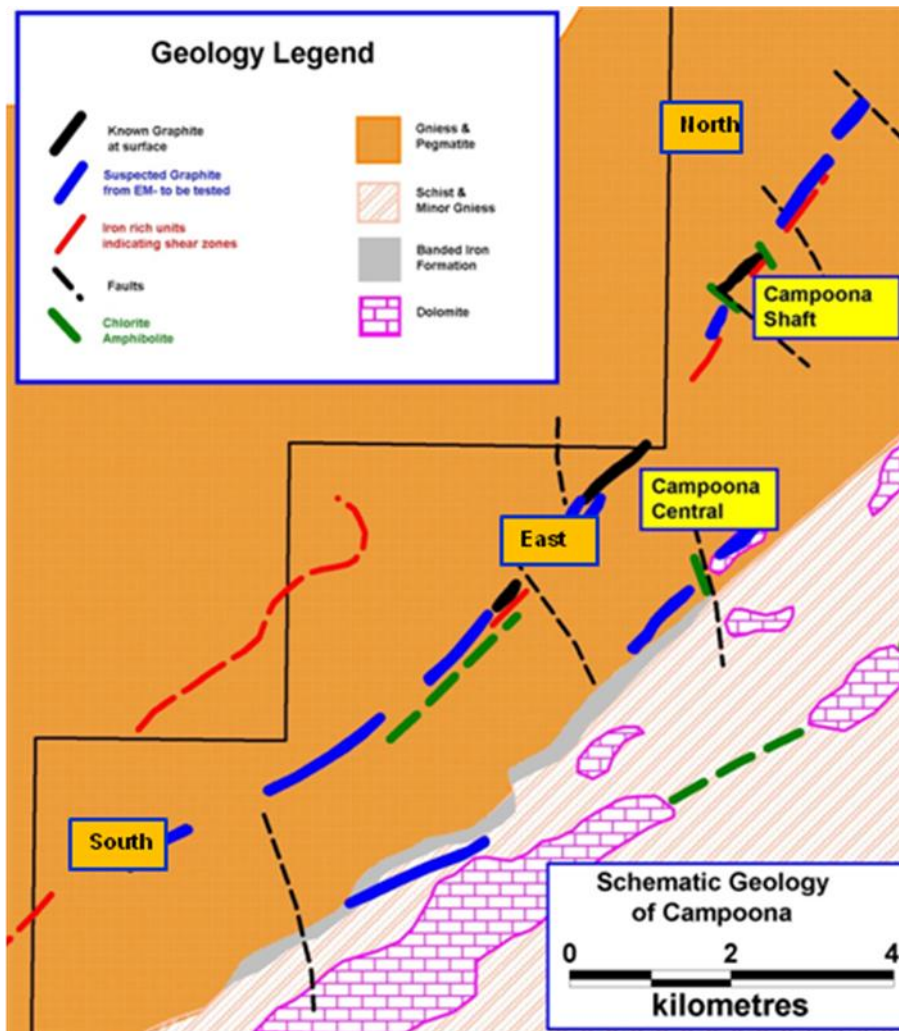 Geology Legend
Known Graphite
at surface
Suspected Graphite
from EM- to be tested
Iron rich units
indicating shear zones
Faults
Chlorite
Amphibolite
Gniess &
Pegmatite
Schist &
Minor Gniess
Banded Iron
Formation
Dolomite
North
Campoona
Shaft
Campoona
Central
East
South
Schematic Geology
of Campoona
0 2 4
kilometres